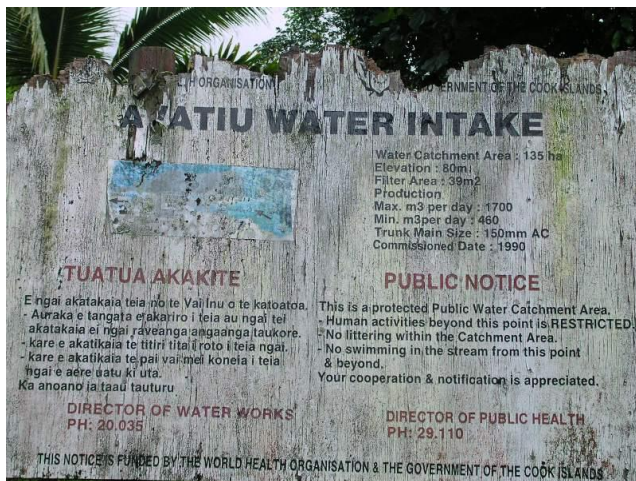 LTH ORGANISATION
ERNMENT OF THE COOK ISLANDS
AVATIU WATER INTAKE
Water Catchment Area : 135 ha
Elevation : 80m
Filter Area : 39m2
Production
Max. m3 per day : 1700
Min. m3per day : 460
Trunk Main Size : 150mm AC
Commissioned Date : 1990
TUATUA AKAKITE
E ngai akatakaia teia no te Vai Inu o te katoatoa.
- Auraka e tangata e akariro i teia au ngai tei
akatakaia ei ngai raveanga angaanga taukore.
- kare e akatikaia te titiri tita i roto i teia ngai.
- kare e akatikaia te pai vai mei koneia i teia
ngai e aere uatu ki uta.
Ka anoano ia taau tauturu
DIRECTOR OF WATER WORKS
PH: 20.035
PUBLIC NOTICE
This is a protected Public Water Catchment Area.
- Human activities beyond this point is RESTRICTED.
- No littering within the Catchment Area.
- No swimming in the stream from this point
& beyond.
Your cooperation & notification is appreciated.
DIRECTOR OF PUBLIC HEALTH
PH: 29.110
THIS NOTICE IS FUNDED BY THE WORLD HEALTH ORGANISATION & THE GOVERNMENT OF THE COOK ISLANDS